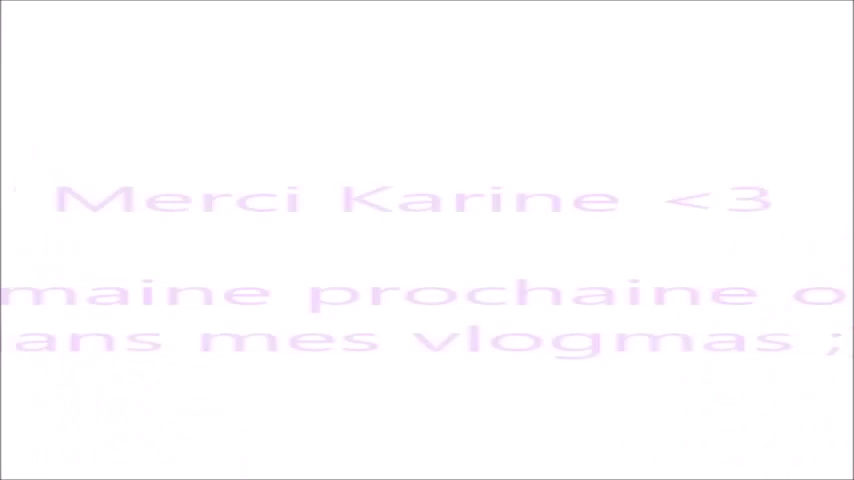 Merci Karine <3
maine prochaine o
ans mes vlogmas ;)